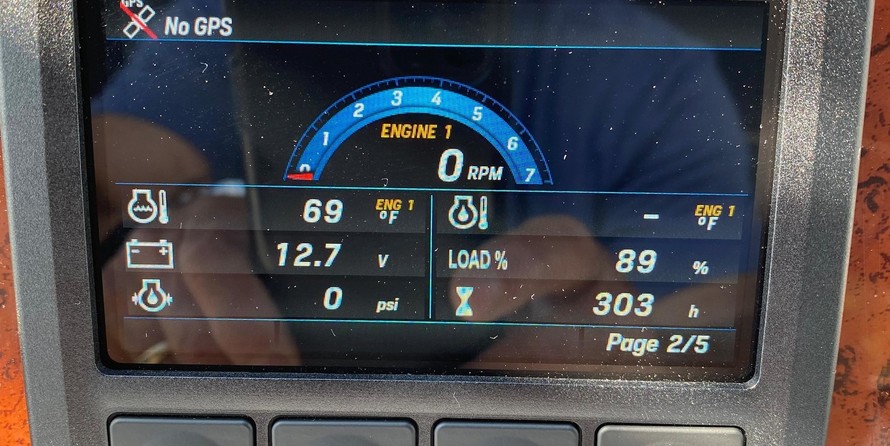 GPS
No GPS
0 1 2 3 4 5 6 7
ENGINE 1
0 RPM
69 ENG 1 °F
– ENG 1 °F
12.7 V
LOAD % 89 %
0 psi
303 h
Page 2/5